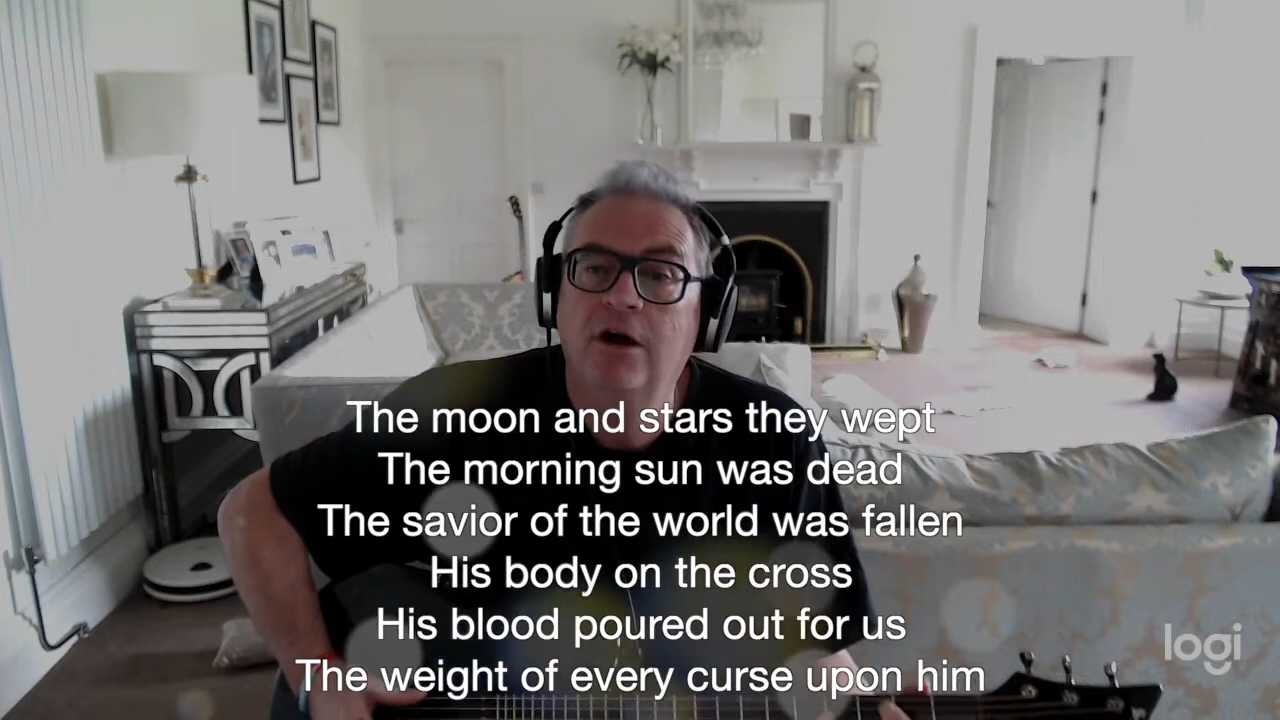 The moon and stars they wept
The morning sun was dead
The savior of the world was fallen
His body on the cross
His blood poured out for us
The weight of every curse upon him
logi